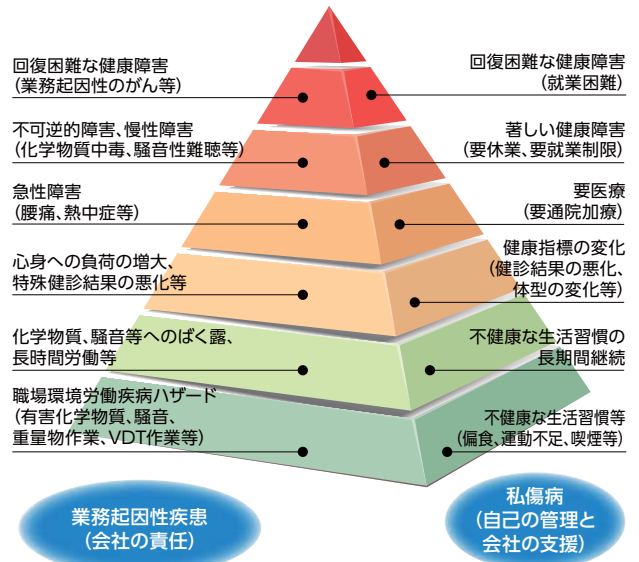 回復困難な健康障害
(業務起因性のがん等)
回復困難な健康障害
(就業困難)
不可逆的障害、慢性障害
(化学物質中毒、騒音性難聴等)
著しい健康障害
(要休業、要就業制限)
急性障害
(腰痛、熱中症等)
要医療
(要通院加療)
心身への負荷の増大、
特殊健診結果の悪化等
健康指標の変化
(健診結果の悪化、
体型の変化等)
化学物質、騒音等へのばく露、
長時間労働等
不健康な生活習慣の
長期間継続
職場環境労働疾病ハザード
(有害化学物質、騒音、
重量物作業、VDT作業等)
不健康な生活習慣等
(偏食、運動不足、喫煙等)
業務起因性疾患
(会社の責任)
私傷病
(自己の管理と
会社の支援)